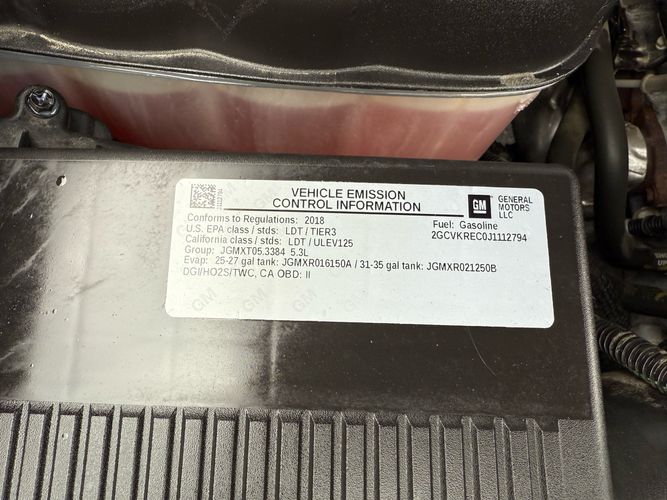 VEHICLE EMISSION
CONTROL INFORMATION
GM
GENERAL
MOTORS
LLC
Conforms to Regulations: 2018
Fuel: Gasoline
U.S. EPA class / stds: LDT / TIER3
2GCVKREC0J1112794
California class / stds: LDT / ULEV125
Group: JGMXT05.3384 5.3L
Evap: 25-27 gal tank: JGMXR016150A / 31-35 gal tank: JGMXR021250B
DGI/HO2S/TWC, CA OBD: II